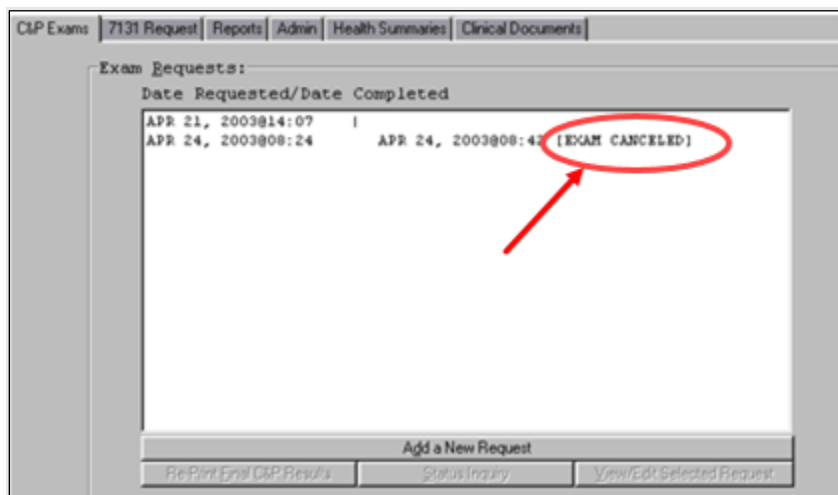 C&P Exams 7131 Request Reports Admin Health Summaries Clinical Documents
Exam Requests:
Date Requested/Date Completed
APR 21, 2003@14:07 |
APR 24, 2003@08:24 APR 24, 2003@08:42 [EXAM CANCELED]
Add a New Request
Re-Print Final C&P Results Status Inquiry View/Edit Selected Request